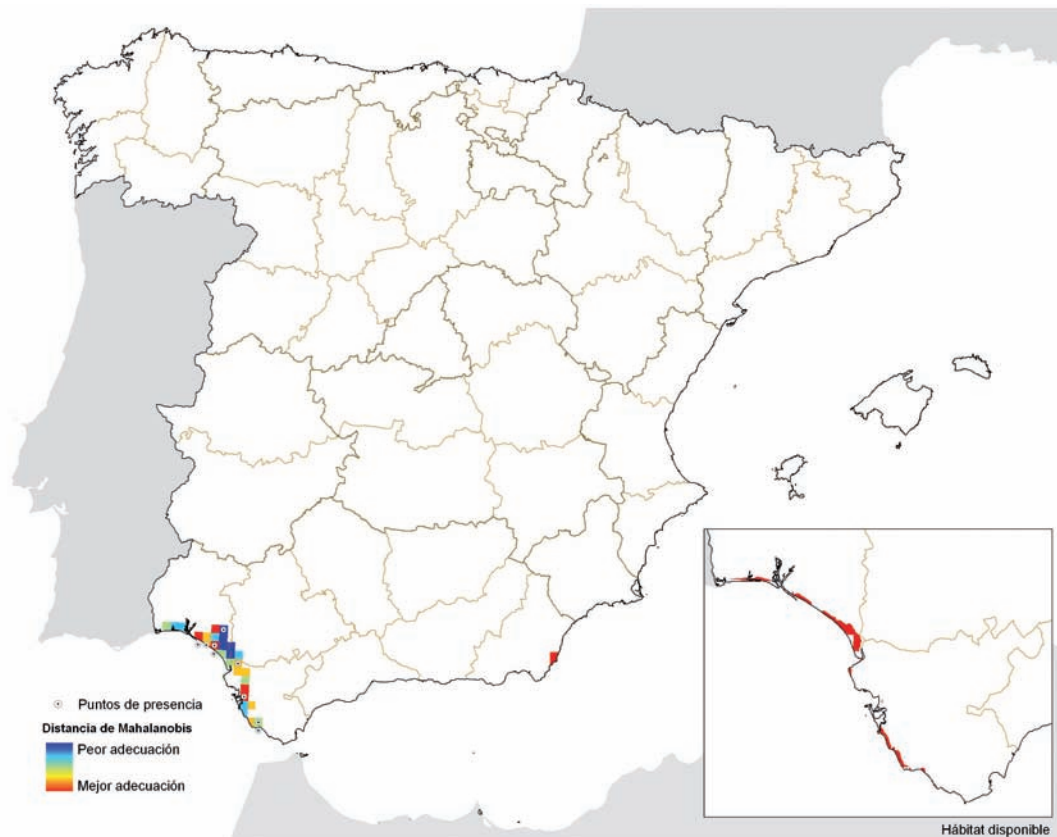 Puntos de presencia
Distancia de Mahalanobis
Peor adecuación
Mejor adecuación
Hábitat disponible